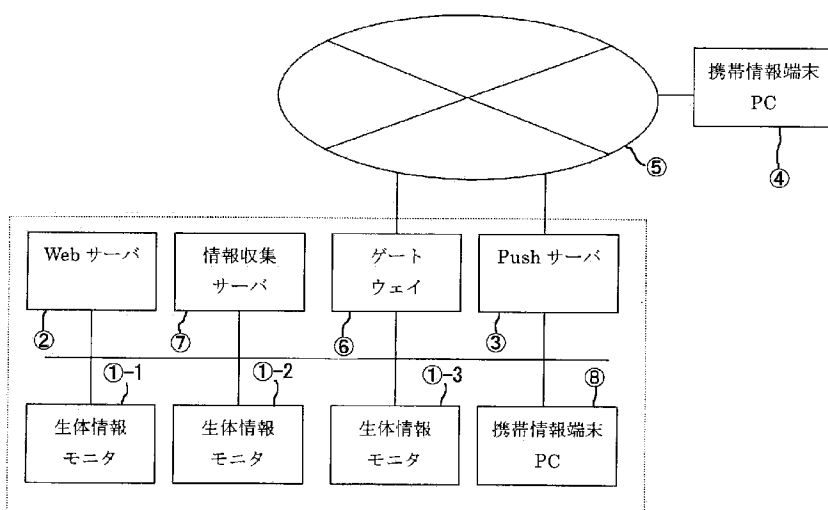 携帯情報端末
PC
⑤
④
Web サーバ
情報収集
サーバ
ゲート
ウェイ
Push サーバ
②
⑦
⑥
③
①-1
①-2
①-3
⑧
生体情報
モニタ
生体情報
モニタ
生体情報
モニタ
携帯情報端末
PC